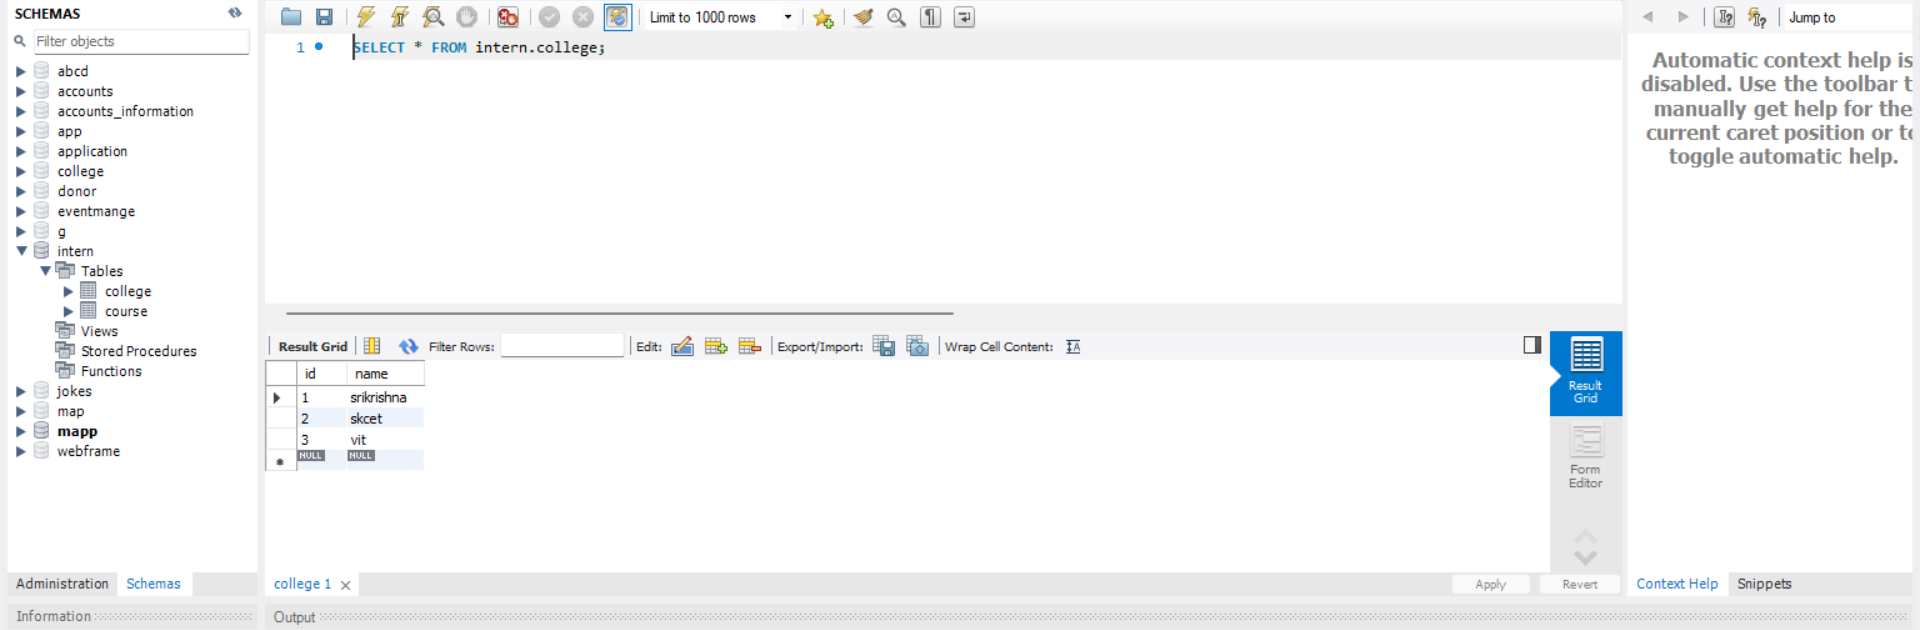 SCHEMAS
Filter objects
abcd
accounts
accounts_information
app
application
college
donor
eventmange
g
intern
Tables
college
course
Views
Stored Procedures
Functions
jokes
map
mapp
webframe
Administration Schemas
Information
Limit to 1000 rows
1 SELECT * FROM intern.college;
Result Grid Filter Rows: Edit: Export/Import: Wrap Cell Content: IA
id name
1 srikrishna
2 skcet
3 vit
NULL NULL
Result
Grid
Form
Editor
college 1
Apply Revert
Output
Jump to
Automatic context help is
disabled. Use the toolbar t
manually get help for the
current caret position or to
toggle automatic help.
Context Help Snippets